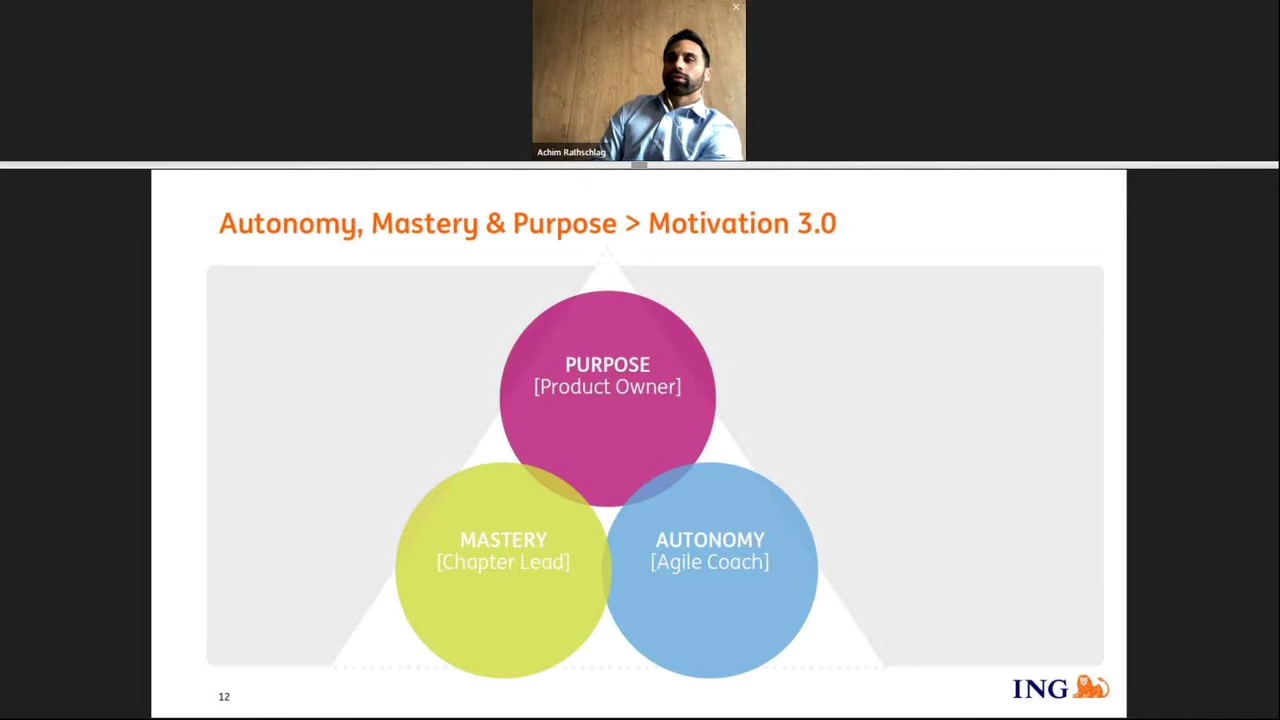 Achim Rathschlag
Autonomy, Mastery & Purpose > Motivation 3.0
PURPOSE
[Product Owner]
MASTERY
[Chapter Lead]
AUTONOMY
[Agile Coach]
12
ING